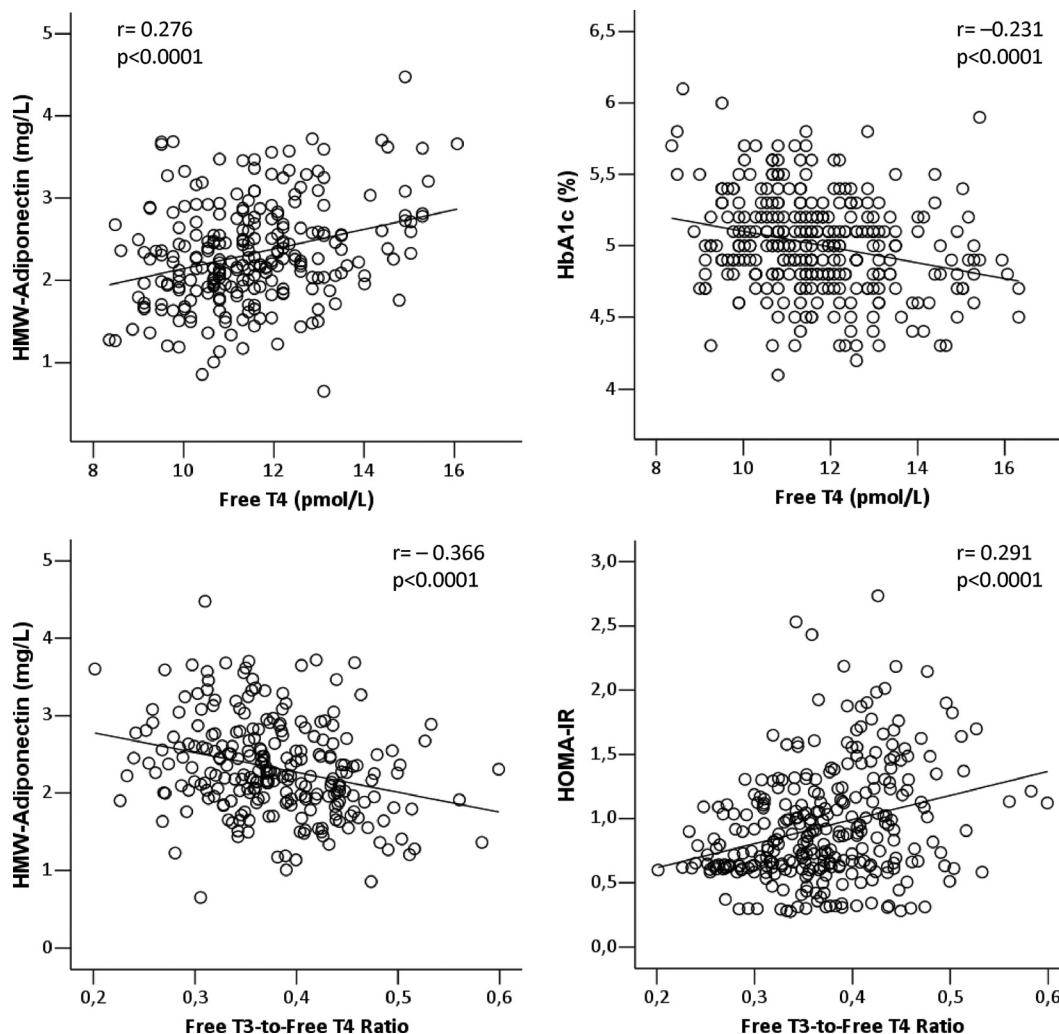 r= 0.276
p<0.0001
HMW-Adiponectin (mg/L)
5
4
3
2
1
8 10 12 14 16
Free T4 (pmol/L)
r= –0.231
p<0.0001
HbA1c (%)
6,5
6
5,5
5
4,5
4
8 10 12 14 16
Free T4 (pmol/L)
r= – 0.366
p<0.0001
HMW-Adiponectin (mg/L)
5
4
3
2
1
0
0,2 0,3 0,4 0,5 0,6
Free T3-to-Free T4 Ratio
r= 0.291
p<0.0001
HOMA-IR
3,0
2,5
2,0
1,5
1,0
0,5
0,0
0,2 0,3 0,4 0,5 0,6
Free T3-to-Free T4 Ratio